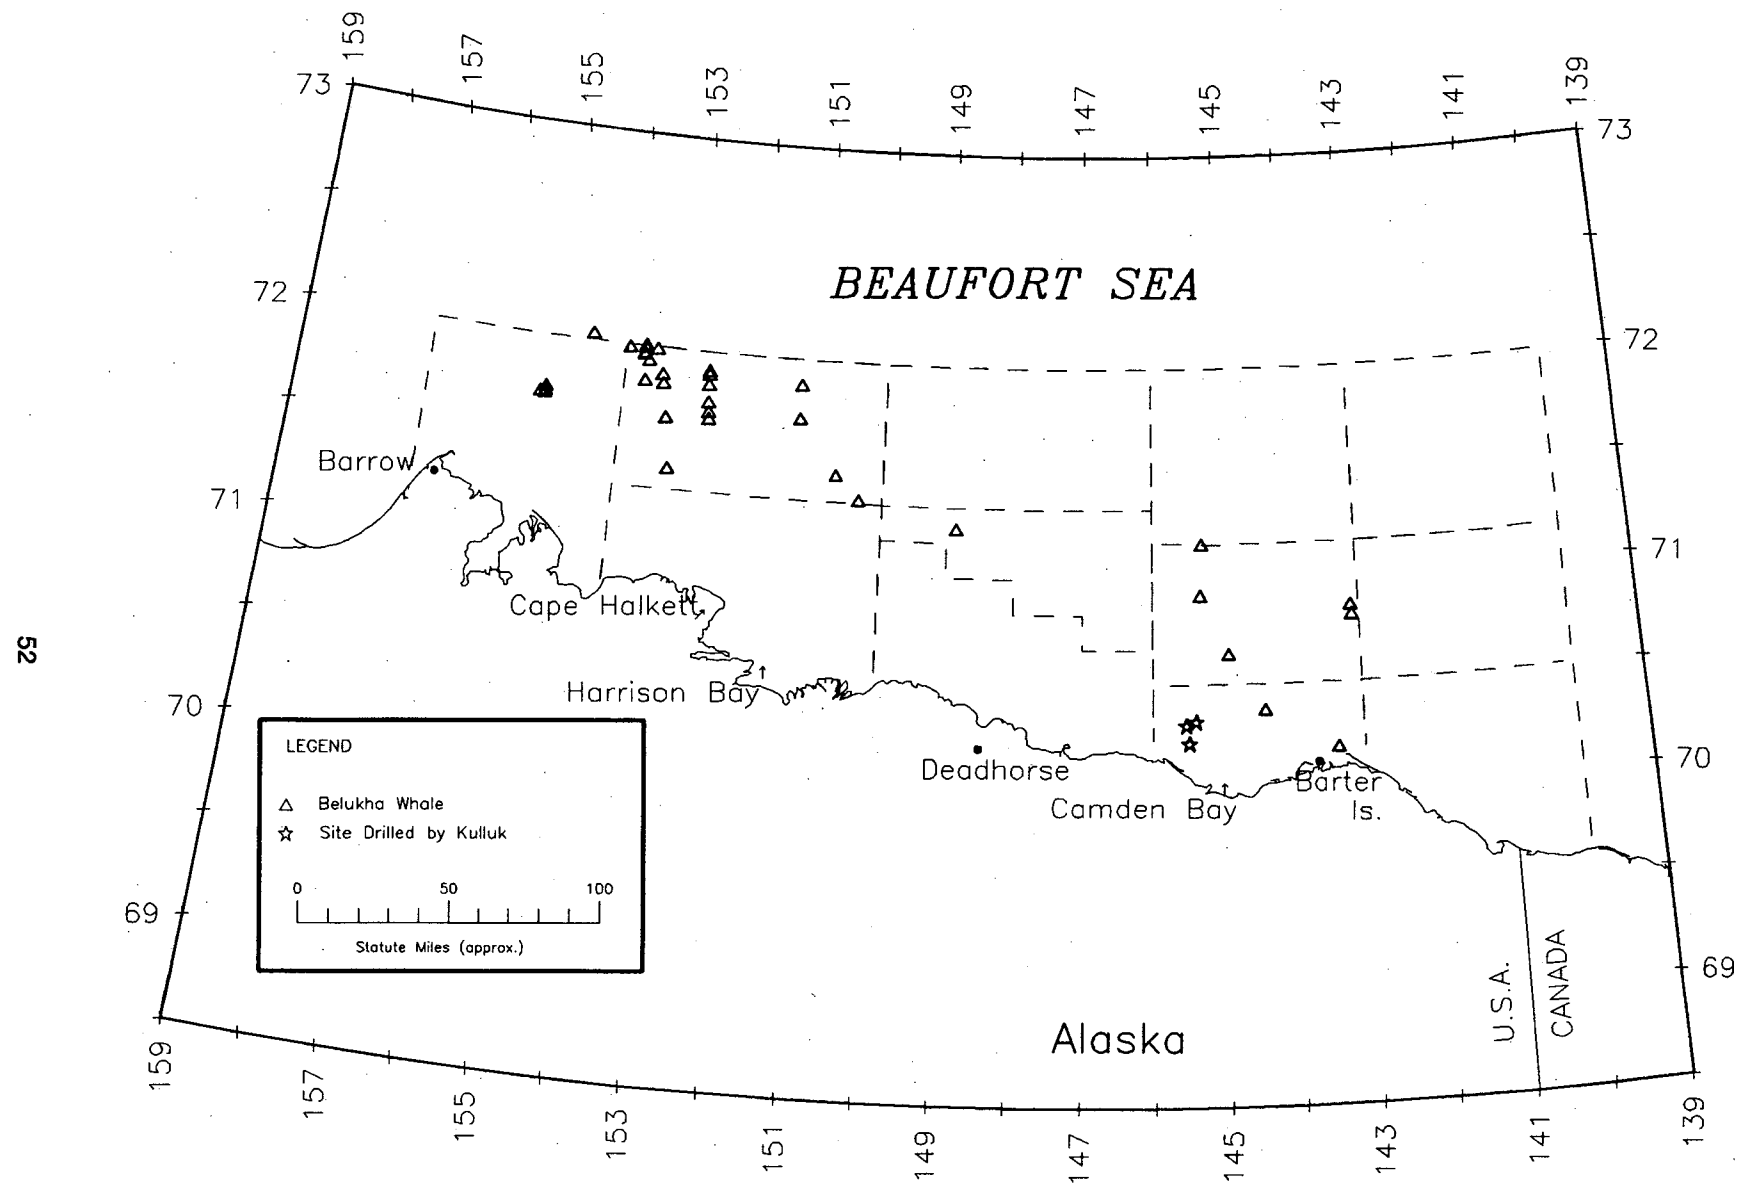 159
157
155
153
151
149
147
145
143
141
139
73
73
BEAUFORT SEA
72
72
Barrow
71
71
Cape Halkett
52
Harrison Bay
70
70
Deadhorse
Camden Bay
Barter
Is.
LEGEND
Belukha Whale
Site Drilled by Kulluk
0 50 100
Statute Miles (approx.)
69
69
U.S.A.
CANADA
Alaska
159
157
155
153
151
149
147
145
143
141
139